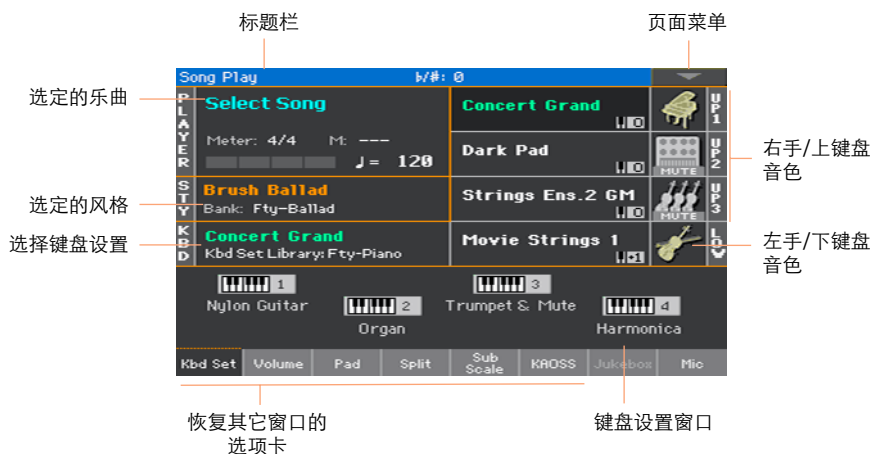 标题栏
页面菜单
Song Play
♭/#: 0
选定的乐曲
PLAYER
Select Song
Meter: 4/4
M: ---
♩= 120
Concert Grand
0
UP1
Dark Pad
0
MUTE
UP2
右手/上键盘
音色
选定的风格
STY
Brush Ballad
Bank: Fty-Ballad
Strings Ens.2 GM
0
MUTE
UP3
选择键盘设置
KBD
Concert Grand
Kbd Set Library: Fty-Piano
Movie Strings 1
+1
LOW
左手/下键盘
音色
1
Nylon Guitar
2
Organ
3
Trumpet & Mute
4
Harmonica
Kbd Set
Volume
Pad
Split
Sub
Scale
KAOSS
Jukebox
Mic
恢复其它窗口的
选项卡
键盘设置窗口